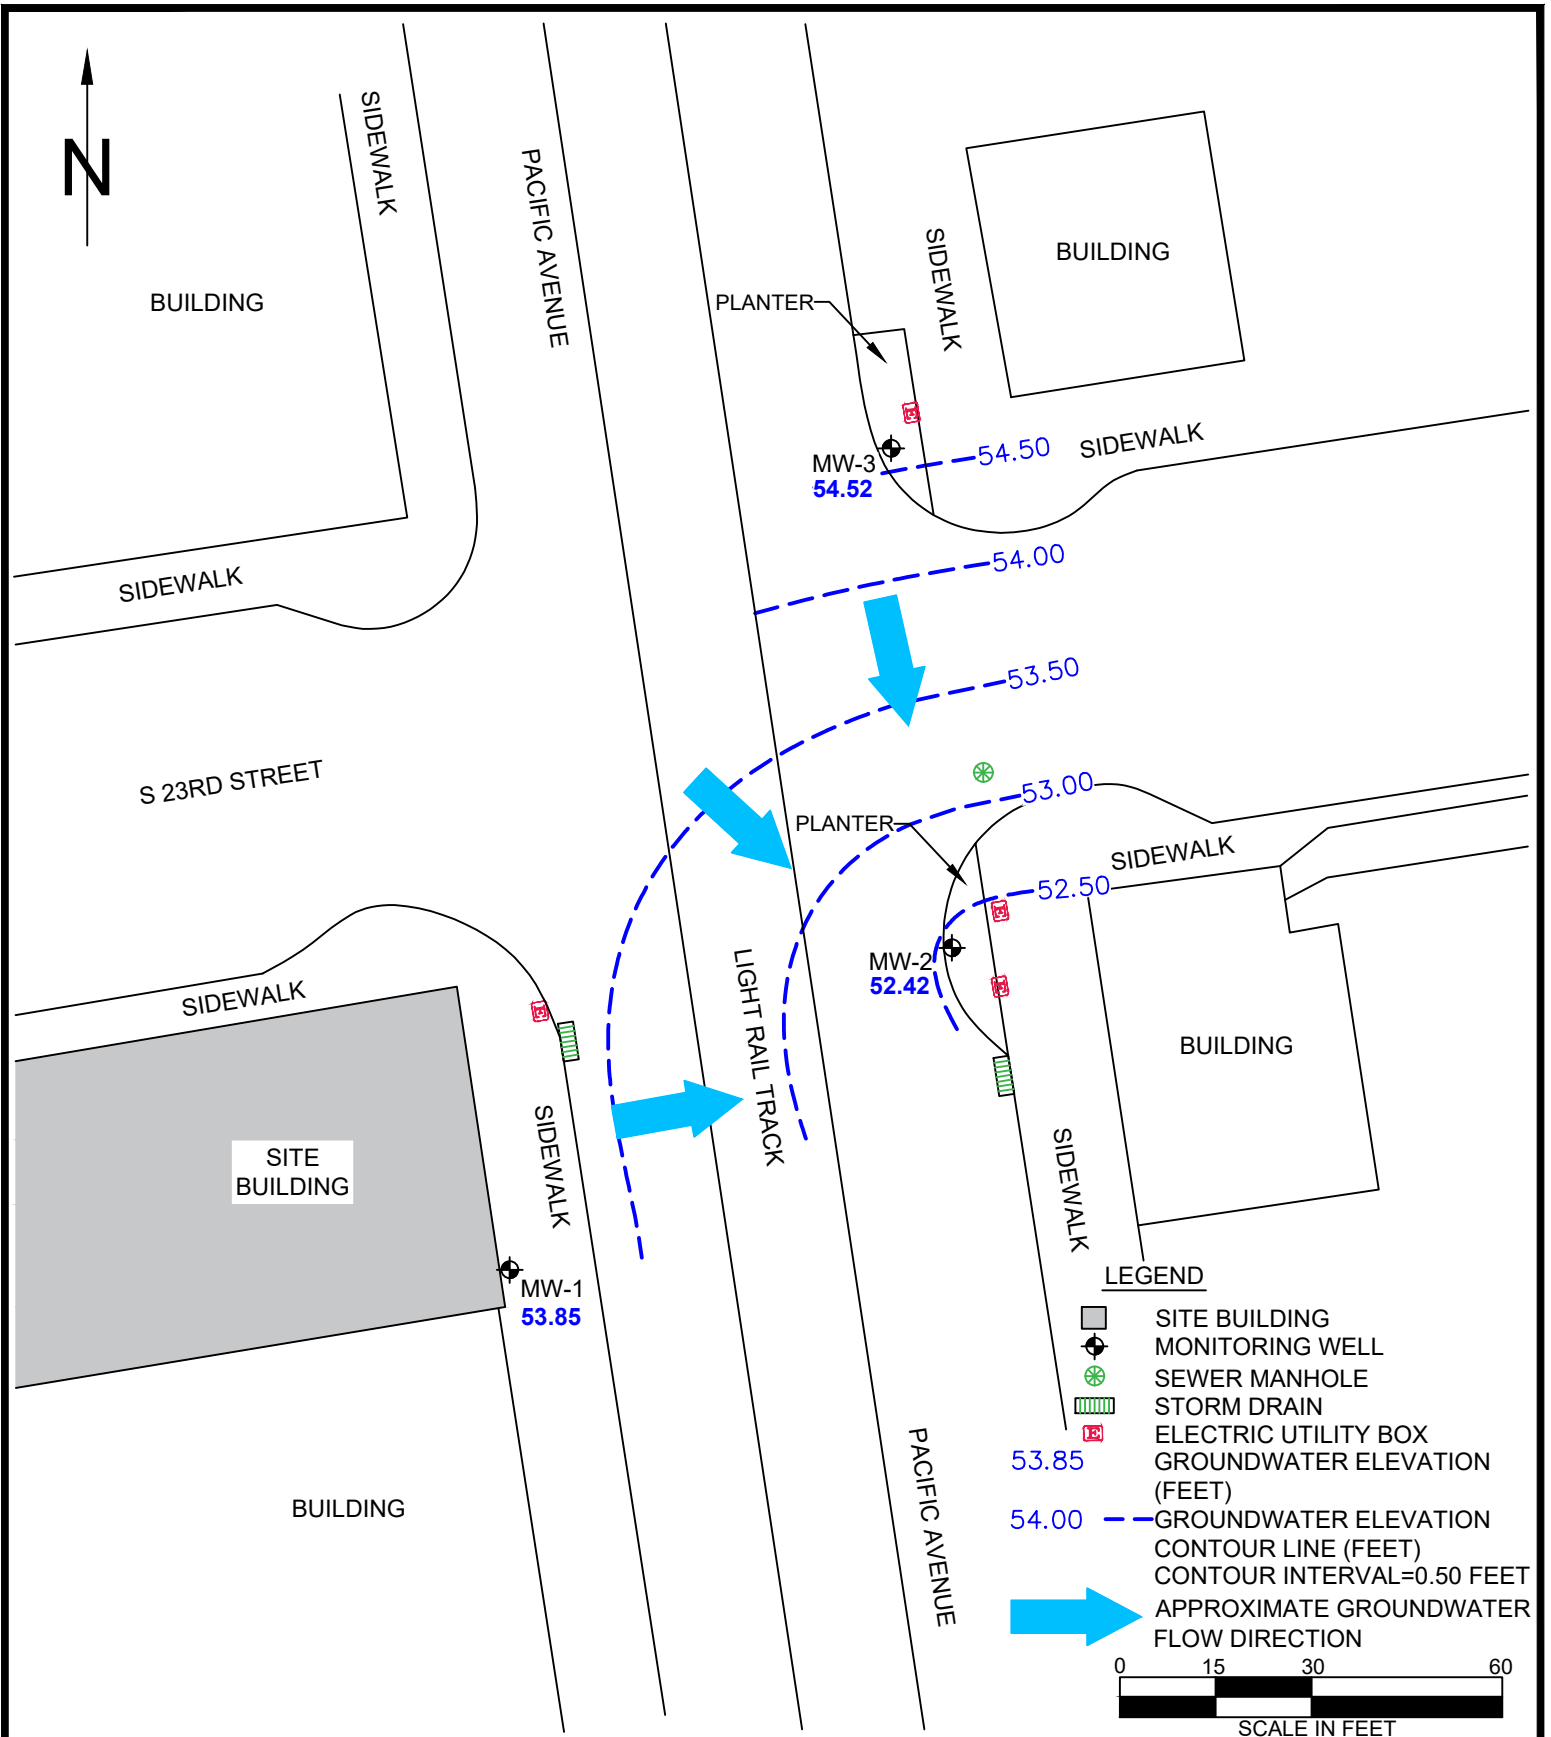 N
SIDEWALK
PACIFIC AVENUE
BUILDING
PLANTER
SIDEWALK
BUILDING
SIDEWALK
MW-3
54.52
54.50
54.00
SIDEWALK
53.50
S 23RD STREET
53.00
PLANTER
SIDEWALK
52.50
E
E
E
E
MW-2
52.42
SIDEWALK
LIGHT RAIL TRACK
BUILDING
SITE
BUILDING
SIDEWALK
SIDEWALK
MW-1
53.85
BUILDING
PACIFIC AVENUE
LEGEND
SITE BUILDING
MONITORING WELL
SEWER MANHOLE
STORM DRAIN
E ELECTRIC UTILITY BOX
53.85 GROUNDWATER ELEVATION
(FEET)
54.00 GROUNDWATER ELEVATION
CONTOUR LINE (FEET)
CONTOUR INTERVAL=0.50 FEET
APPROXIMATE GROUNDWATER
FLOW DIRECTION
0 15 30 60
SCALE IN FEET